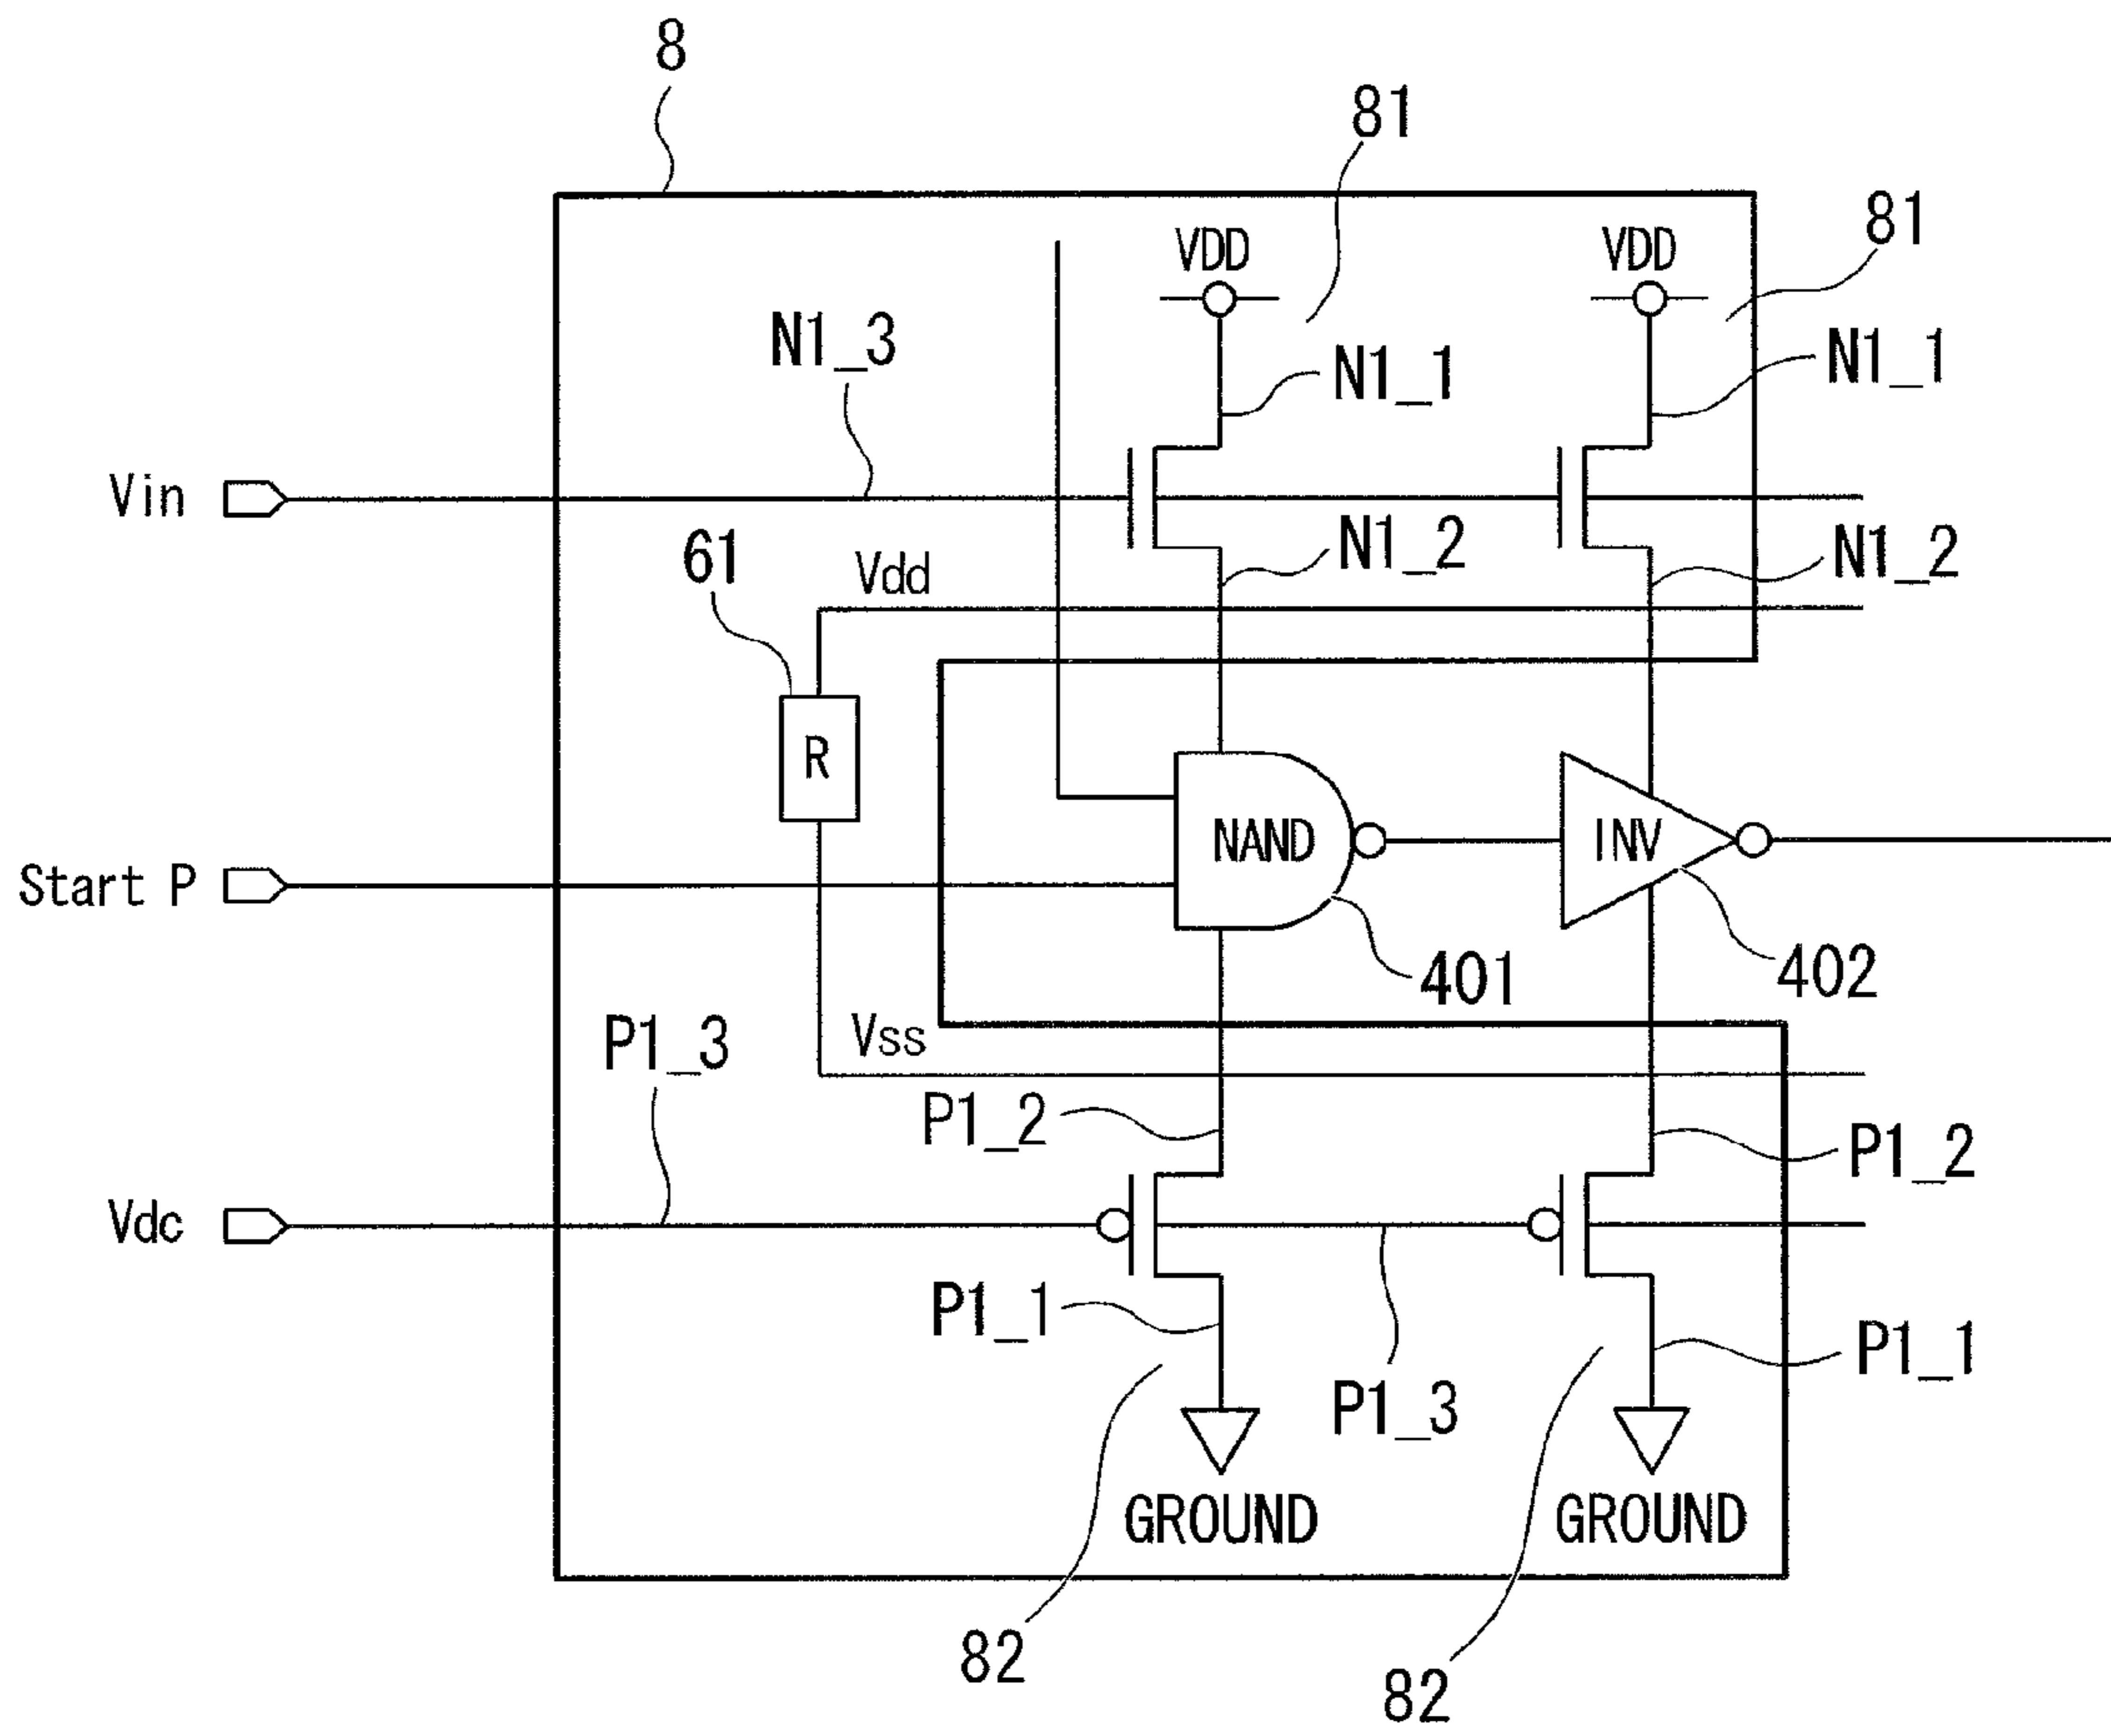 8
81
81
VDD
VDD
N1_3
N1_1
N1_1
Vin
N1_2
N1_2
61
Vdd
R
NAND
INV
Start P
401
402
Vss
P1_3
P1_2
P1_2
Vdc
P1_1
P1_1
P1_3
GROUND
GROUND
82
82